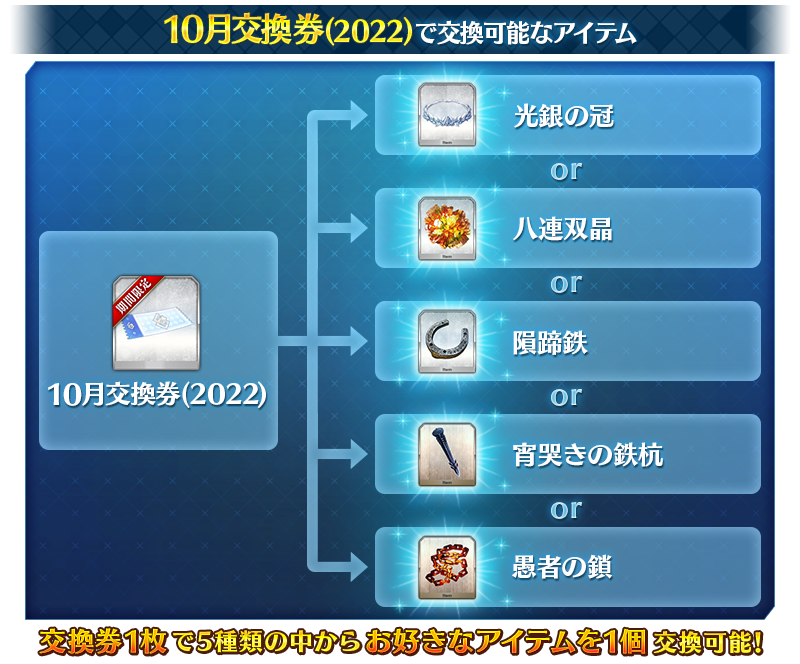 10月交換券(2022)で交換可能なアイテム
光銀の冠
or
八連双晶
or
期間限定
隕蹄鉄
10月交換券(2022)
or
宵哭きの鉄杭
or
愚者の鎖
交換券1枚で5種類の中からお好きなアイテムを1個交換可能!